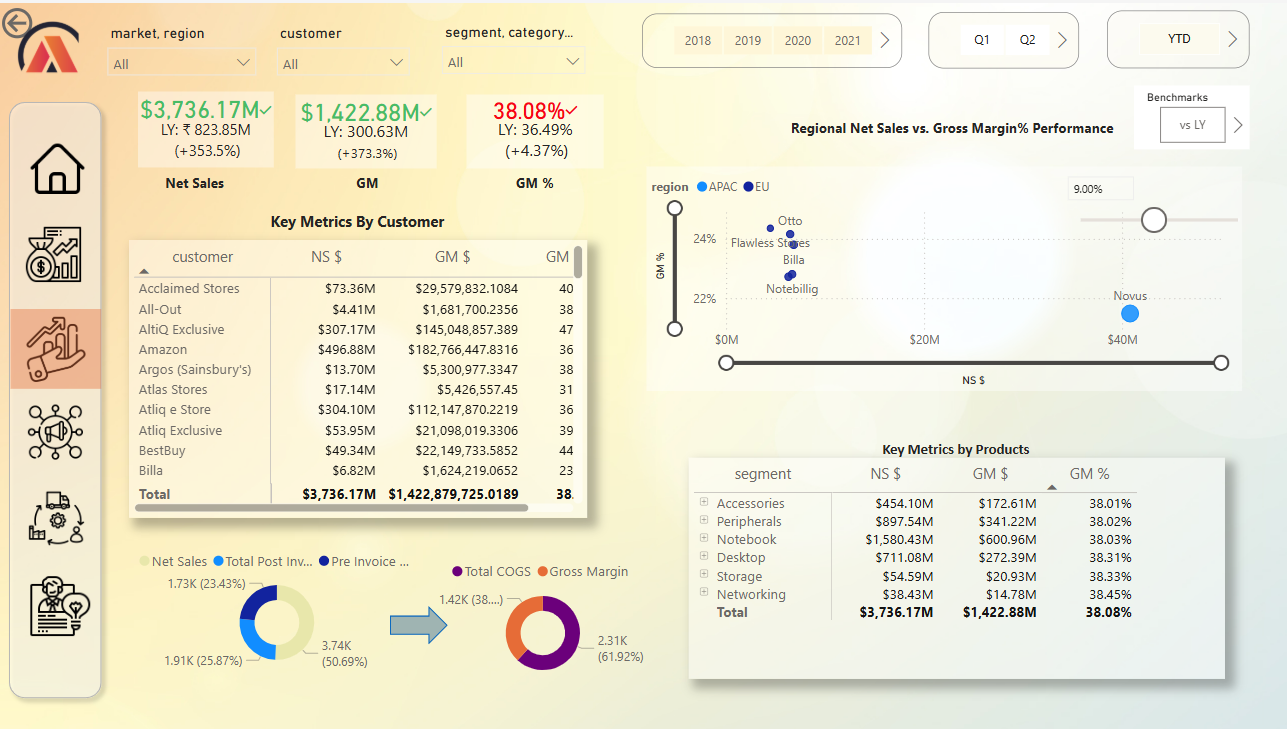 market, region
customer
segment, category...
All
All
All
2018 2019 2020 2021
Q1 Q2
YTD
$3,736.17M
LY: ₹ 823.85M
(+353.5%)
Net Sales
$1,422.88M
LY: 300.63M
(+373.3%)
GM
38.08%
LY: 36.49%
(+4.37%)
GM %
Benchmarks
vs LY
Regional Net Sales vs. Gross Margin% Performance
region APAC EU
9.00%
GM %
24%
22%
Otto
Flawless Stores
Billa
Notebillig
Novus
$0M $20M $40M
NS $
Key Metrics By Customer
customer NS $ GM $ GM
Acclaimed Stores $73.36M $29,579,832.1084 40
All-Out $4.41M $1,681,700.2356 38
AltiQ Exclusive $307.17M $145,048,857.389 47
Amazon $496.88M $182,766,447.8316 36
Argos (Sainsbury's) $13.70M $5,300,977.3347 38
Atlas Stores $17.14M $5,426,557.45 31
Atliq e Store $304.10M $112,147,870.2219 36
Atliq Exclusive $53.95M $21,098,019.3306 39
BestBuy $49.34M $22,149,733.5852 44
Billa $6.82M $1,624,219.0652 23
Total $3,736.17M $1,422,879,725.0189 38.
Key Metrics by Products
segment NS $ GM $ GM %
Accessories $454.10M $172.61M 38.01%
Peripherals $897.54M $341.22M 38.02%
Notebook $1,580.43M $600.96M 38.03%
Desktop $711.08M $272.39M 38.31%
Storage $54.59M $20.93M 38.33%
Networking $38.43M $14.78M 38.45%
Total $3,736.17M $1,422.88M 38.08%
Net Sales Total Post Inv... Pre Invoice ...
1.73K (23.43%)
1.91K (25.87%)
3.74K
(50.69%)
Total COGS Gross Margin
1.42K (38....)
2.31K
(61.92%)